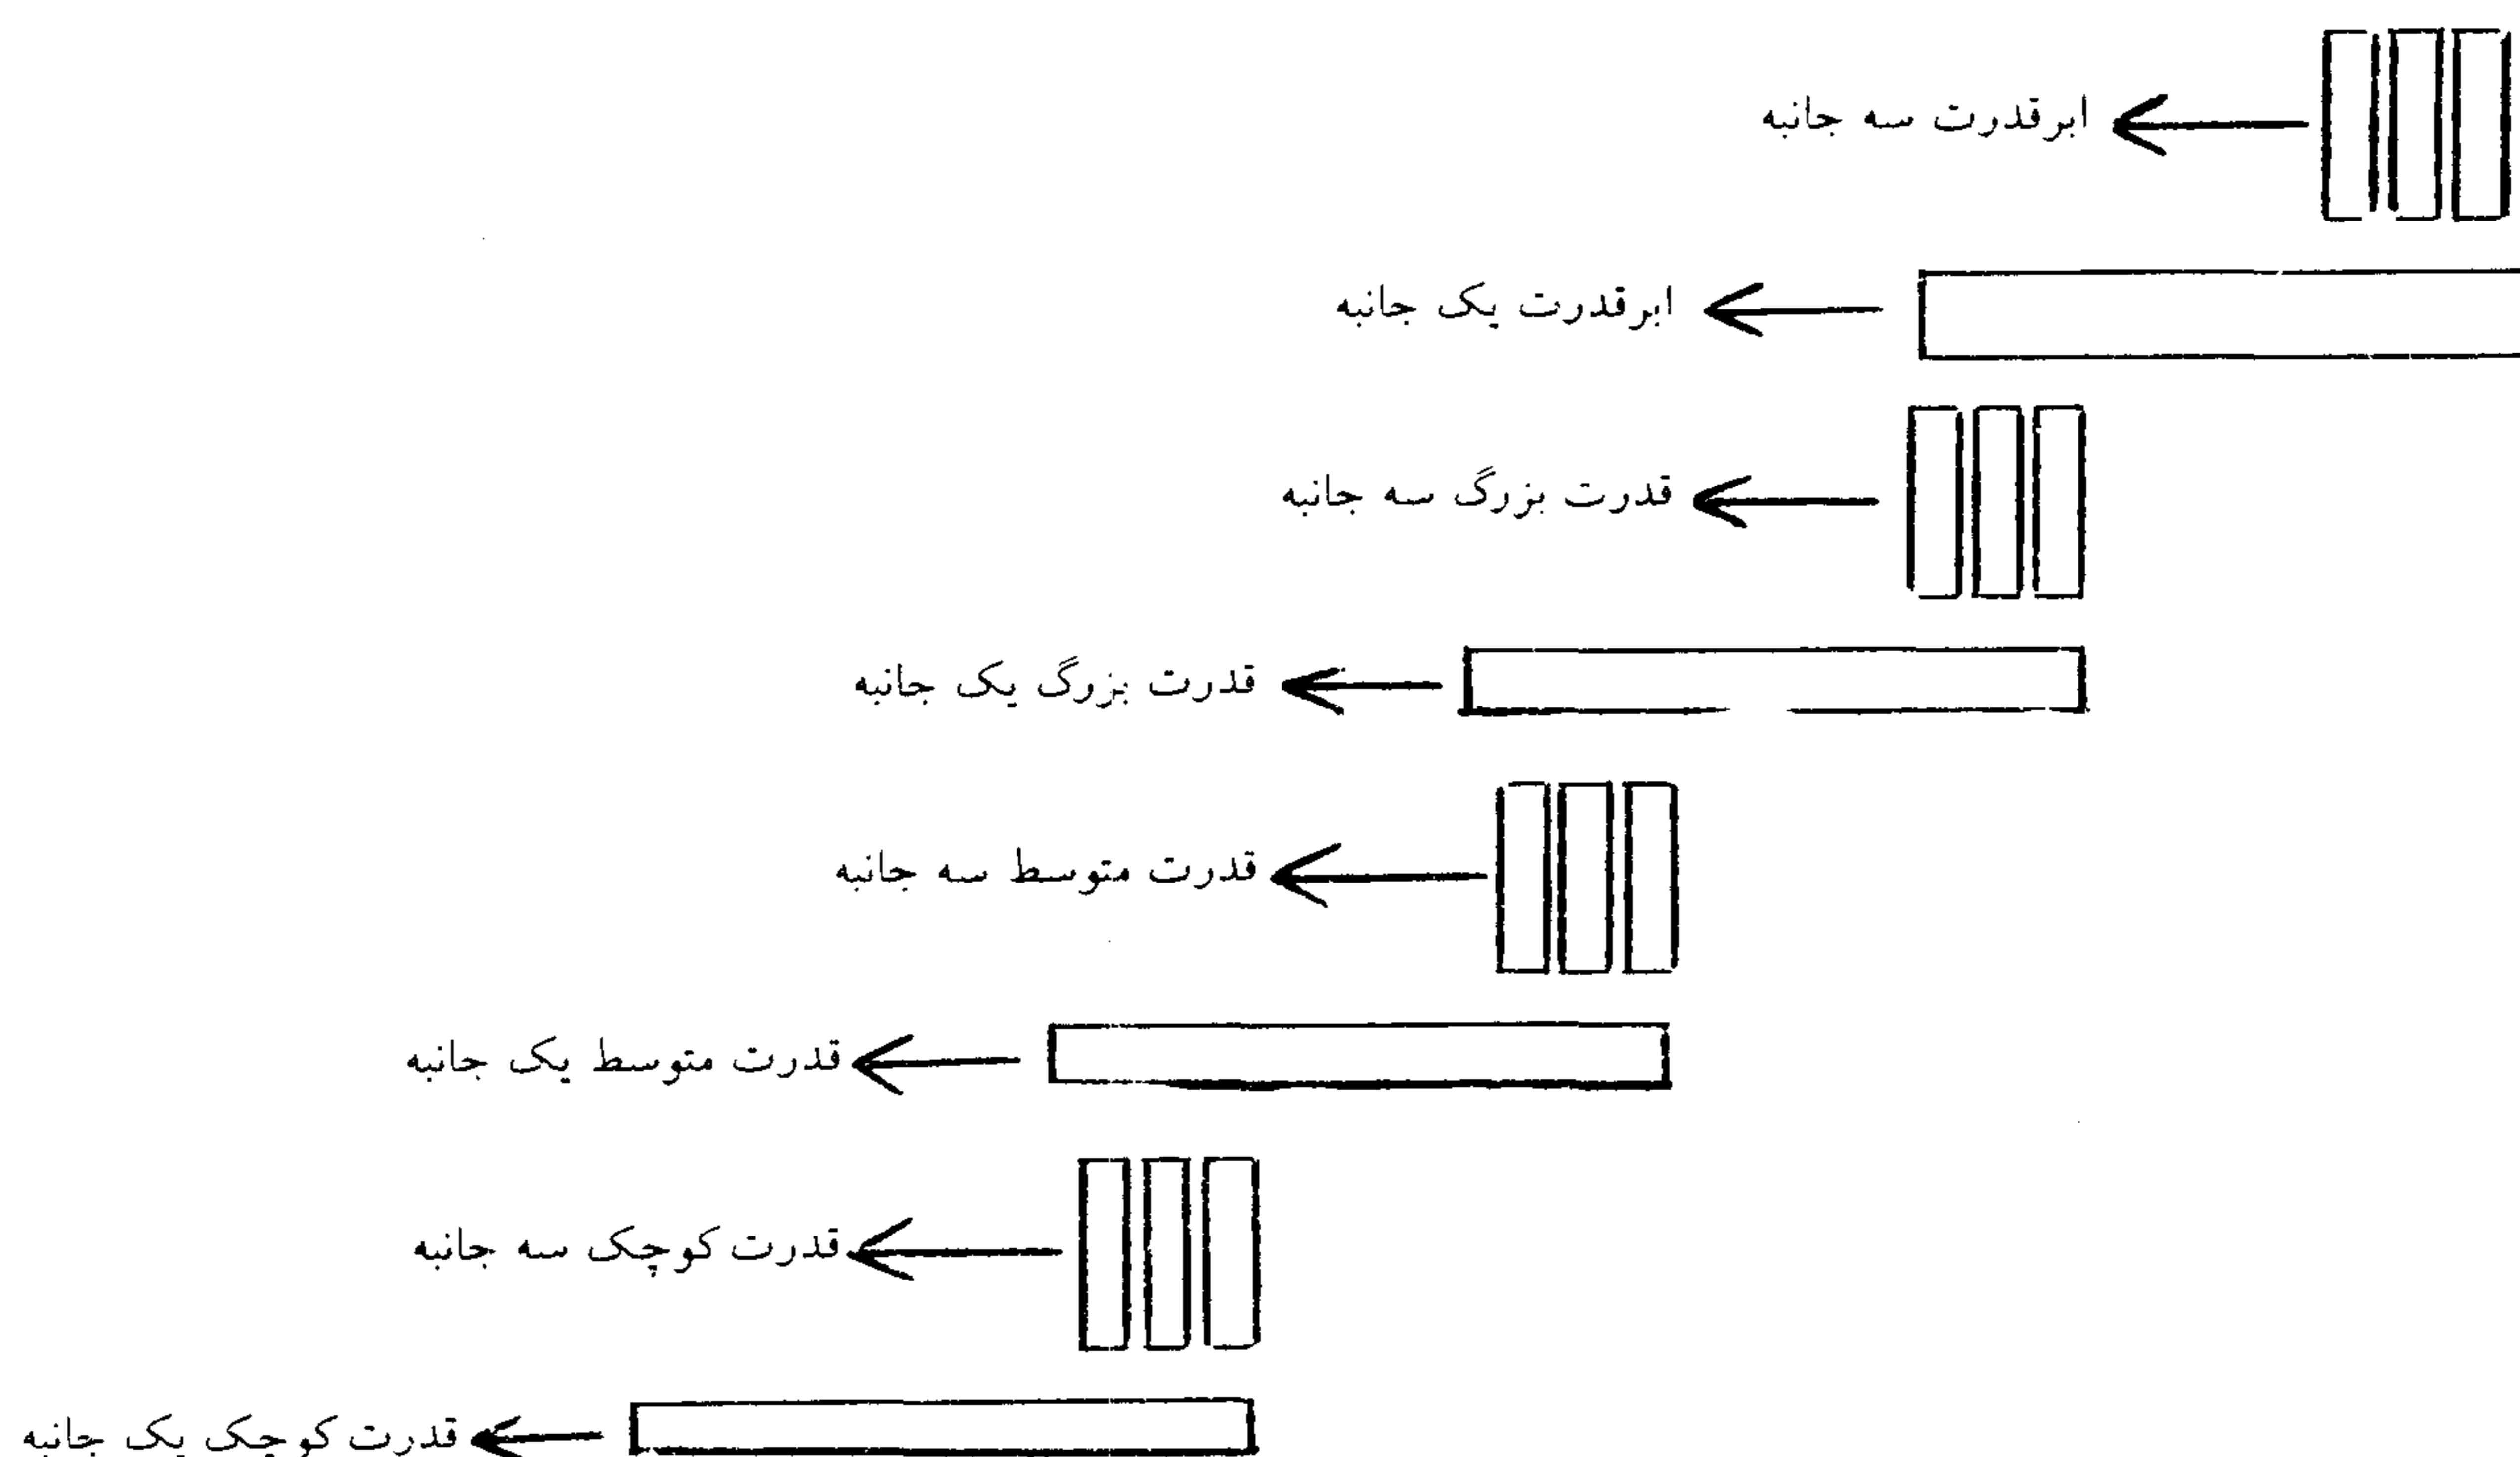 ابرقدرت سه جانبه
ابرقدرت یک جانبه
قدرت بزرگ سه جانبه
قدرت بزرگ یک جانبه
قدرت متوسط سه جانبه
قدرت متوسط یک جانبه
قدرت کوچک سه جانبه
قدرت کوچک یک جانبه